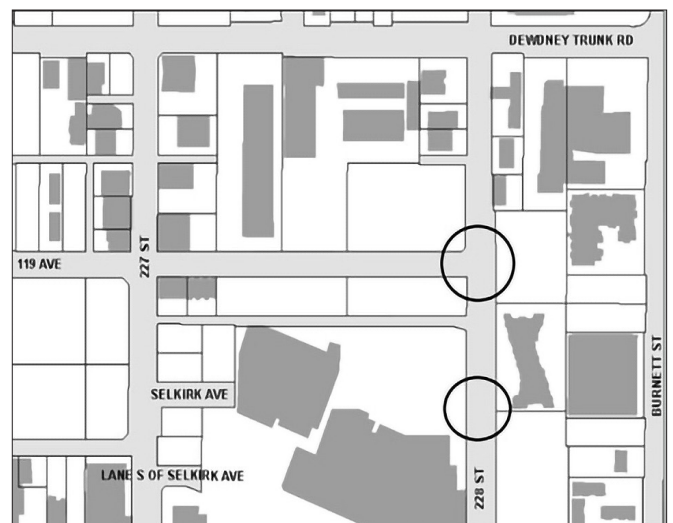 DEWDNEY TRUNK RD
227 ST
119 AVE
BURNETT ST
SELKIRK AVE
LANE S OF SELKIRK AVE
228 ST